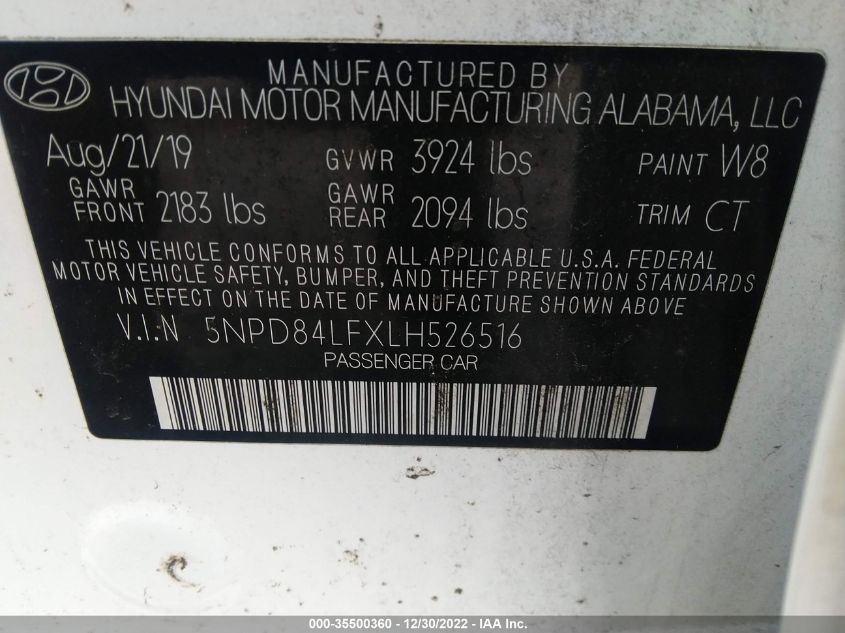 MANUFACTURED BY
HYUNDAI MOTOR MANUFACTURING ALABAMA, LLC
Aug/21/19 GVWR 3924 lbs PAINT W8
GAWR FRONT 2183 lbs GAWR REAR 2094 lbs TRIM CT
THIS VEHICLE CONFORMS TO ALL APPLICABLE U.S.A. FEDERAL
MOTOR VEHICLE SAFETY, BUMPER, AND THEFT PREVENTION STANDARDS
IN EFFECT ON THE DATE OF MANUFACTURE SHOWN ABOVE
V.I.N 5NPD84LFXLH526516
PASSENGER CAR
000-35500360 - 12/30/2022 - IAA Inc.